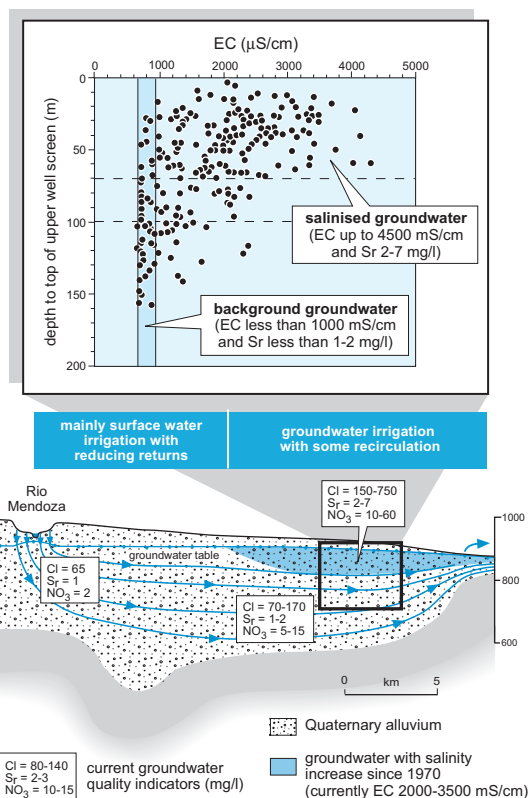 EC (μS/cm)
0 1000 2000 3000 4000 5000
0
50
100
150
200
depth to top of upper well screen (m)
salinised groundwater
(EC up to 4500 mS/cm
and Sr 2-7 mg/l)
background groundwater
(EC less than 1000 mS/cm
and Sr less than 1-2 mg/l)
mainly surface water
irrigation with
reducing returns
groundwater irrigation
with some recirculation
Rio
Mendoza
Cl = 150-750
Sr = 2-7
NO3 = 10-60
1000
groundwater table
Cl = 65
Sr = 1
NO3 = 2
800
Cl = 70-170
Sr = 1-2
NO3 = 5-15
600
0 km 5
Quaternary alluvium
Cl = 80-140
Sr = 2-3
NO3 = 10-15
current groundwater
quality indicators (mg/l)
groundwater with salinity
increase since 1970
(currently EC 2000-3500 mS/cm)